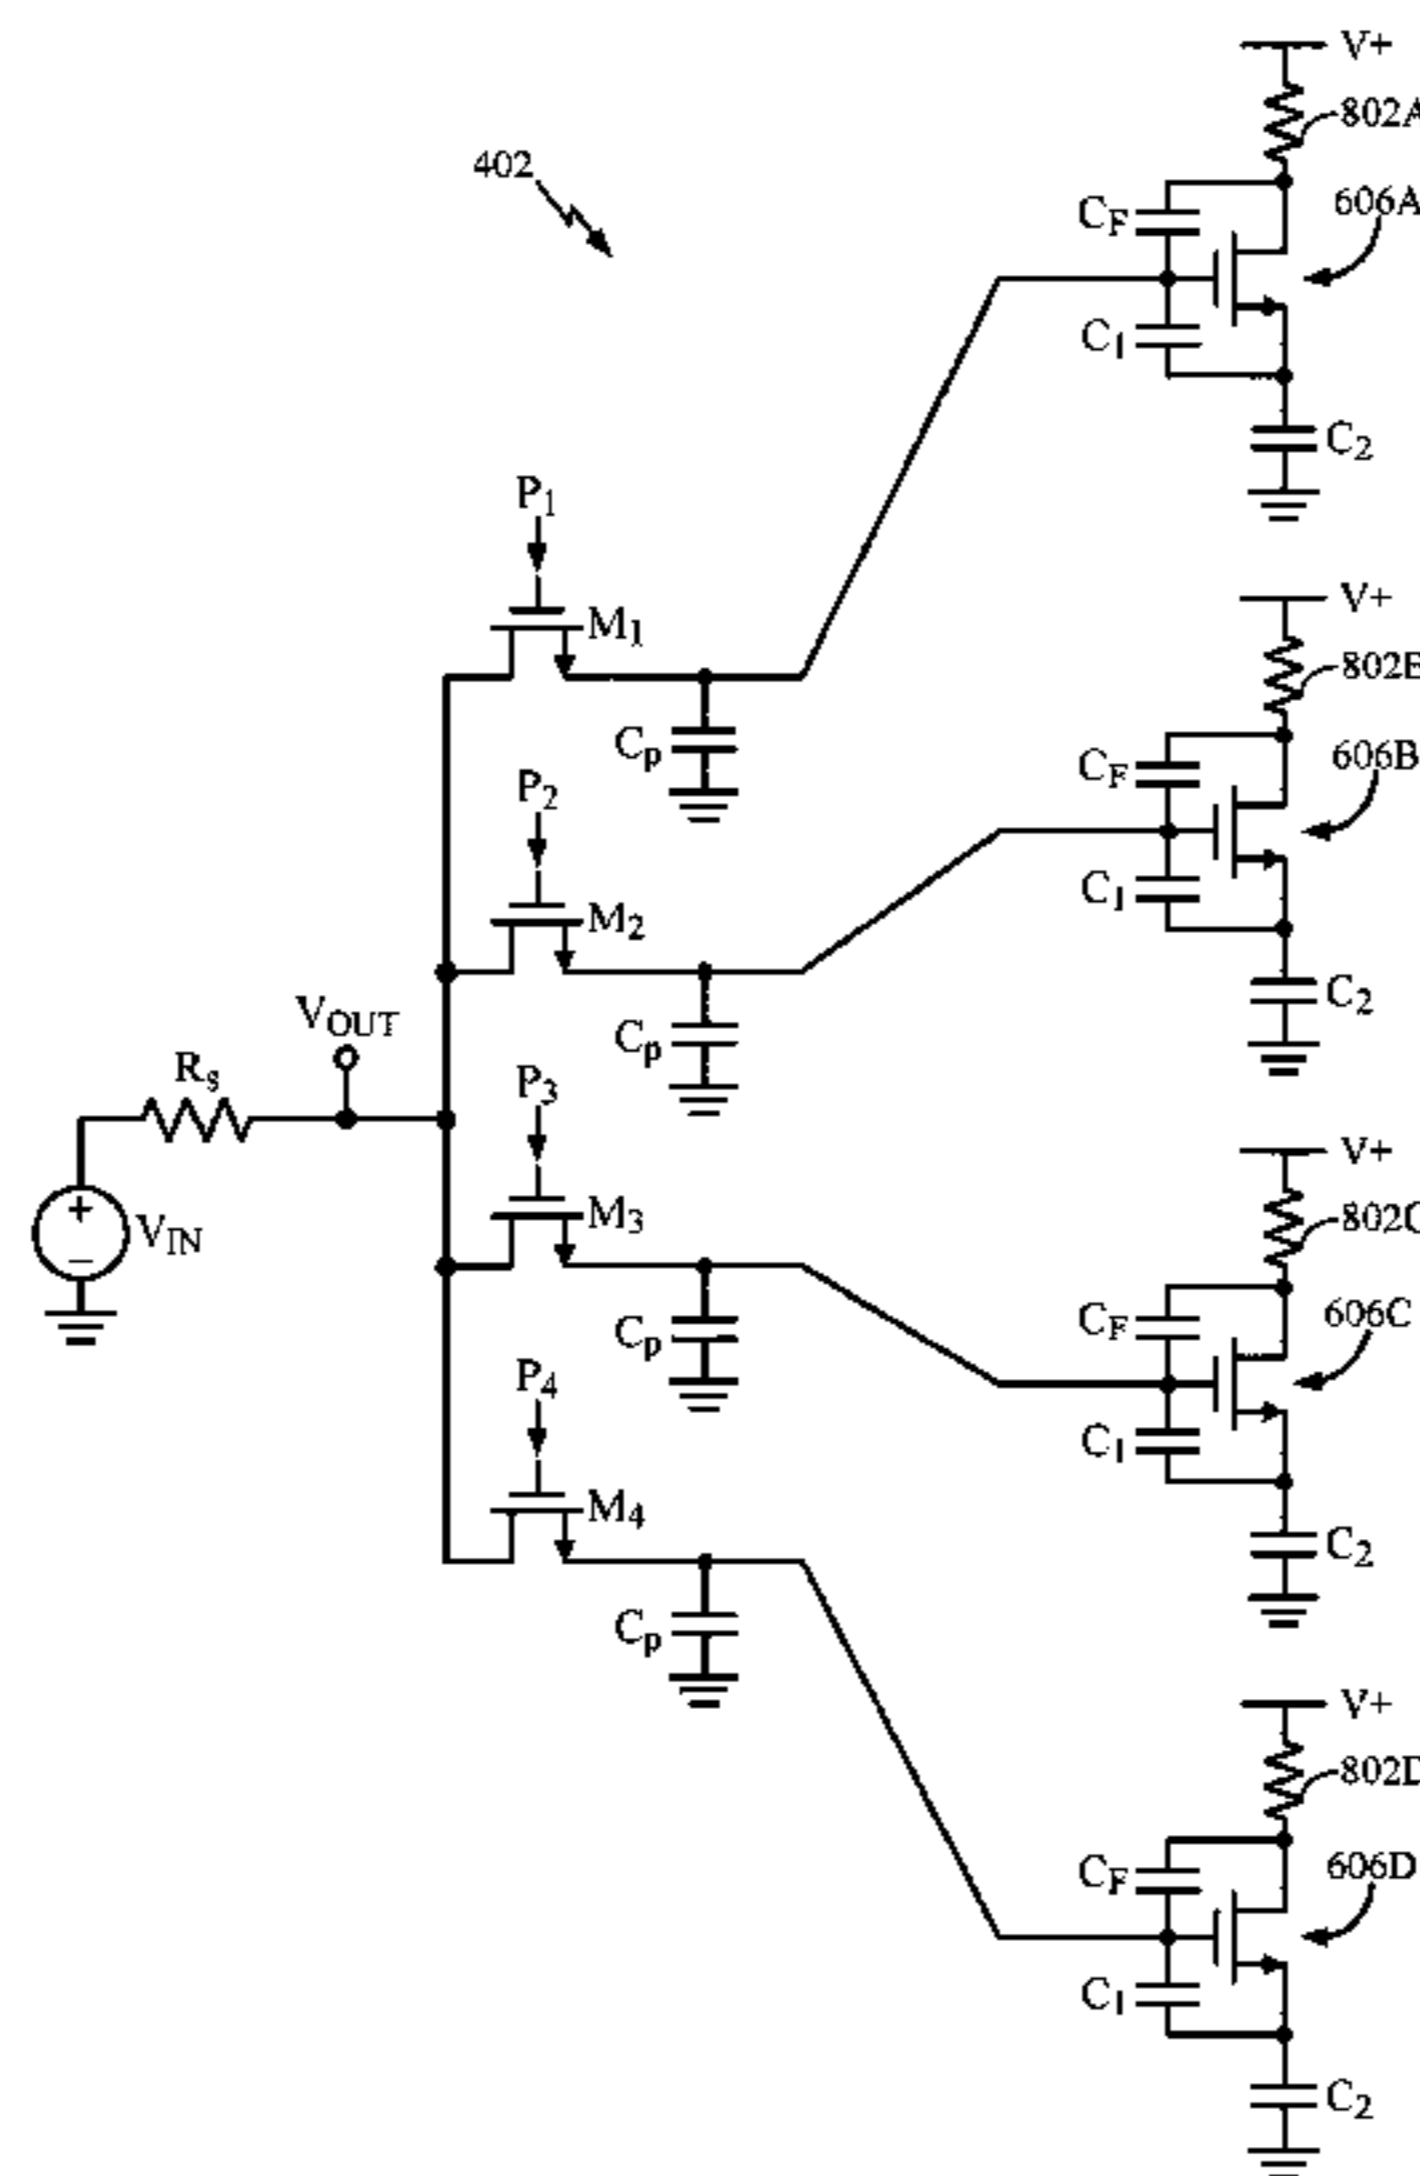 V+
802A
402
606A
C_F
C_1
C_2
P_1
M_1
C_p
V+
802B
606B
C_F
C_1
C_2
P_2
M_2
C_p
V_OUT
R_s
V_IN
+
−
P_3
M_3
C_p
V+
802C
606C
C_F
C_1
C_2
P_4
M_4
C_p
V+
802D
606D
C_F
C_1
C_2